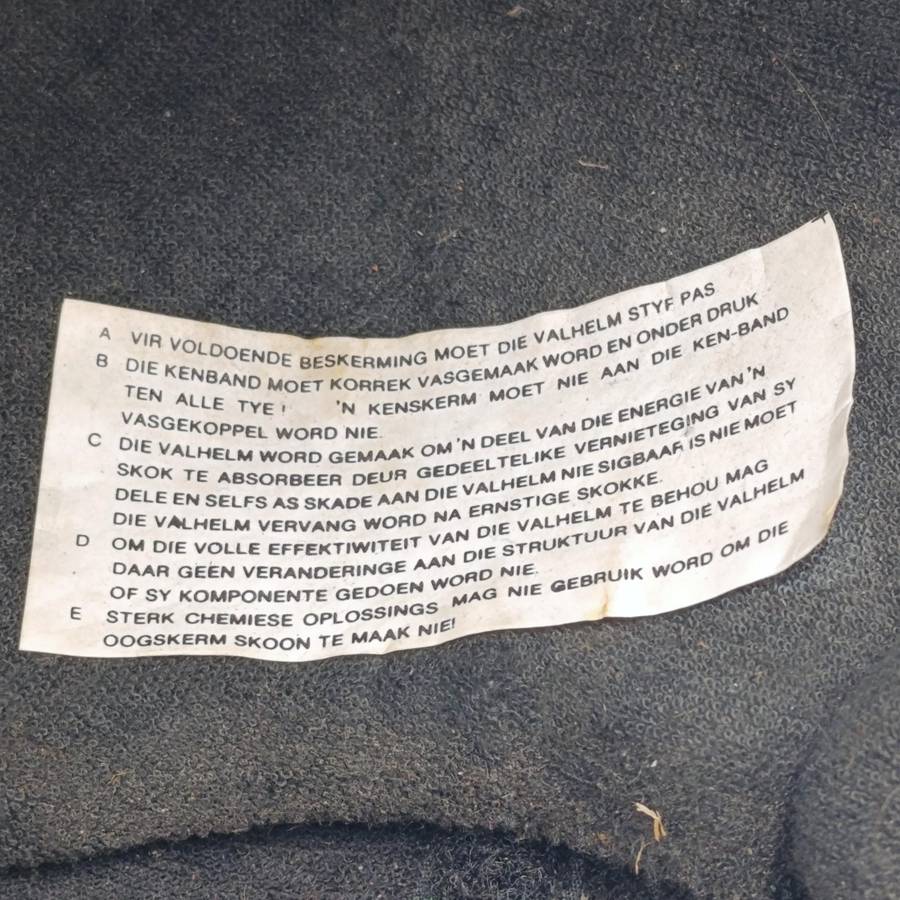 A VIR VOLDOENDE BESKERMING MOET DIE VALHELM STYF PAS
B DIE KENBAND MOET KORREK VASGEMAAK WORD EN ONDER DRUK
TEN ALLE TYE! 'N KENSKERM MOET NIE AAN DIE KEN-BAND
VASGEKOPPEL WORD NIE.
C DIE VALHELM WORD GEMAAK OM 'N DEEL VAN DIE ENERGIE VAN 'N
SKOK TE ABSORBEER DEUR GEDEELTELIKE VERNIETEGING VAN SY
DELE EN SELFS AS SKADE AAN DIE VALHELM NIE SIGBAAR IS NIE MOET
DIE VALHELM VERVANG WORD NA ERNSTIGE SKOKKE.
D OM DIE VOLLE EFFEKTIWITEIT VAN DIE VALHELM TE BEHOU MAG
DAAR GEEN VERANDERINGE AAN DIE STRUKTUUR VAN DIE VALHELM
OF SY KOMPONENTE GEDOEN WORD NIE.
E STERK CHEMIESE OPLOSSINGS MAG NIE GEBRUIK WORD OM DIE
OOGSKERM SKOON TE MAAK NIE!